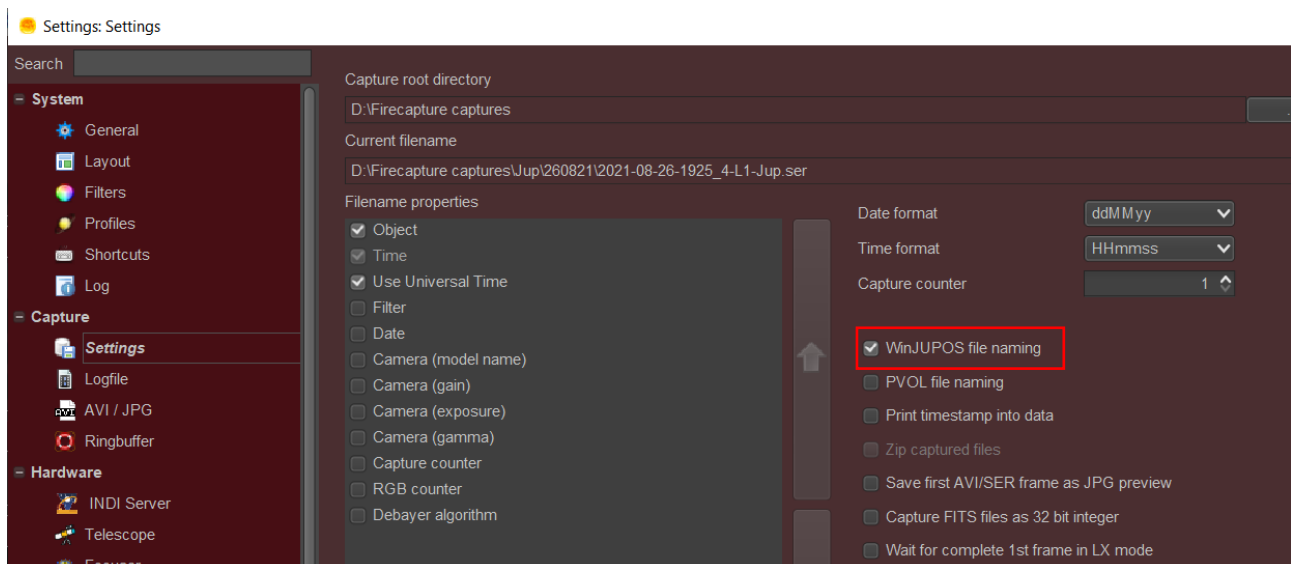 Settings: Settings
Search
System
General
Layout
Filters
Profiles
Shortcuts
Log
Capture
Settings
Logfile
AVI / JPG
Ringbuffer
Hardware
INDI Server
Telescope
Capture root directory
D:\Firecapture captures
Current filename
D:\Firecapture captures\Jup\260821\2021-08-26-1925_4-L1-Jup.ser
Filename properties
Object
Time
Use Universal Time
Filter
Date
Camera (model name)
Camera (gain)
Camera (exposure)
Camera (gamma)
Capture counter
RGB counter
Debayer algorithm
Date format ddMMyy
Time format HHmmss
Capture counter 1
WinJUPOS file naming
PVOL file naming
Print timestamp into data
Zip captured files
Save first AVI/SER frame as JPG preview
Capture FITS files as 32 bit integer
Wait for complete 1st frame in LX mode